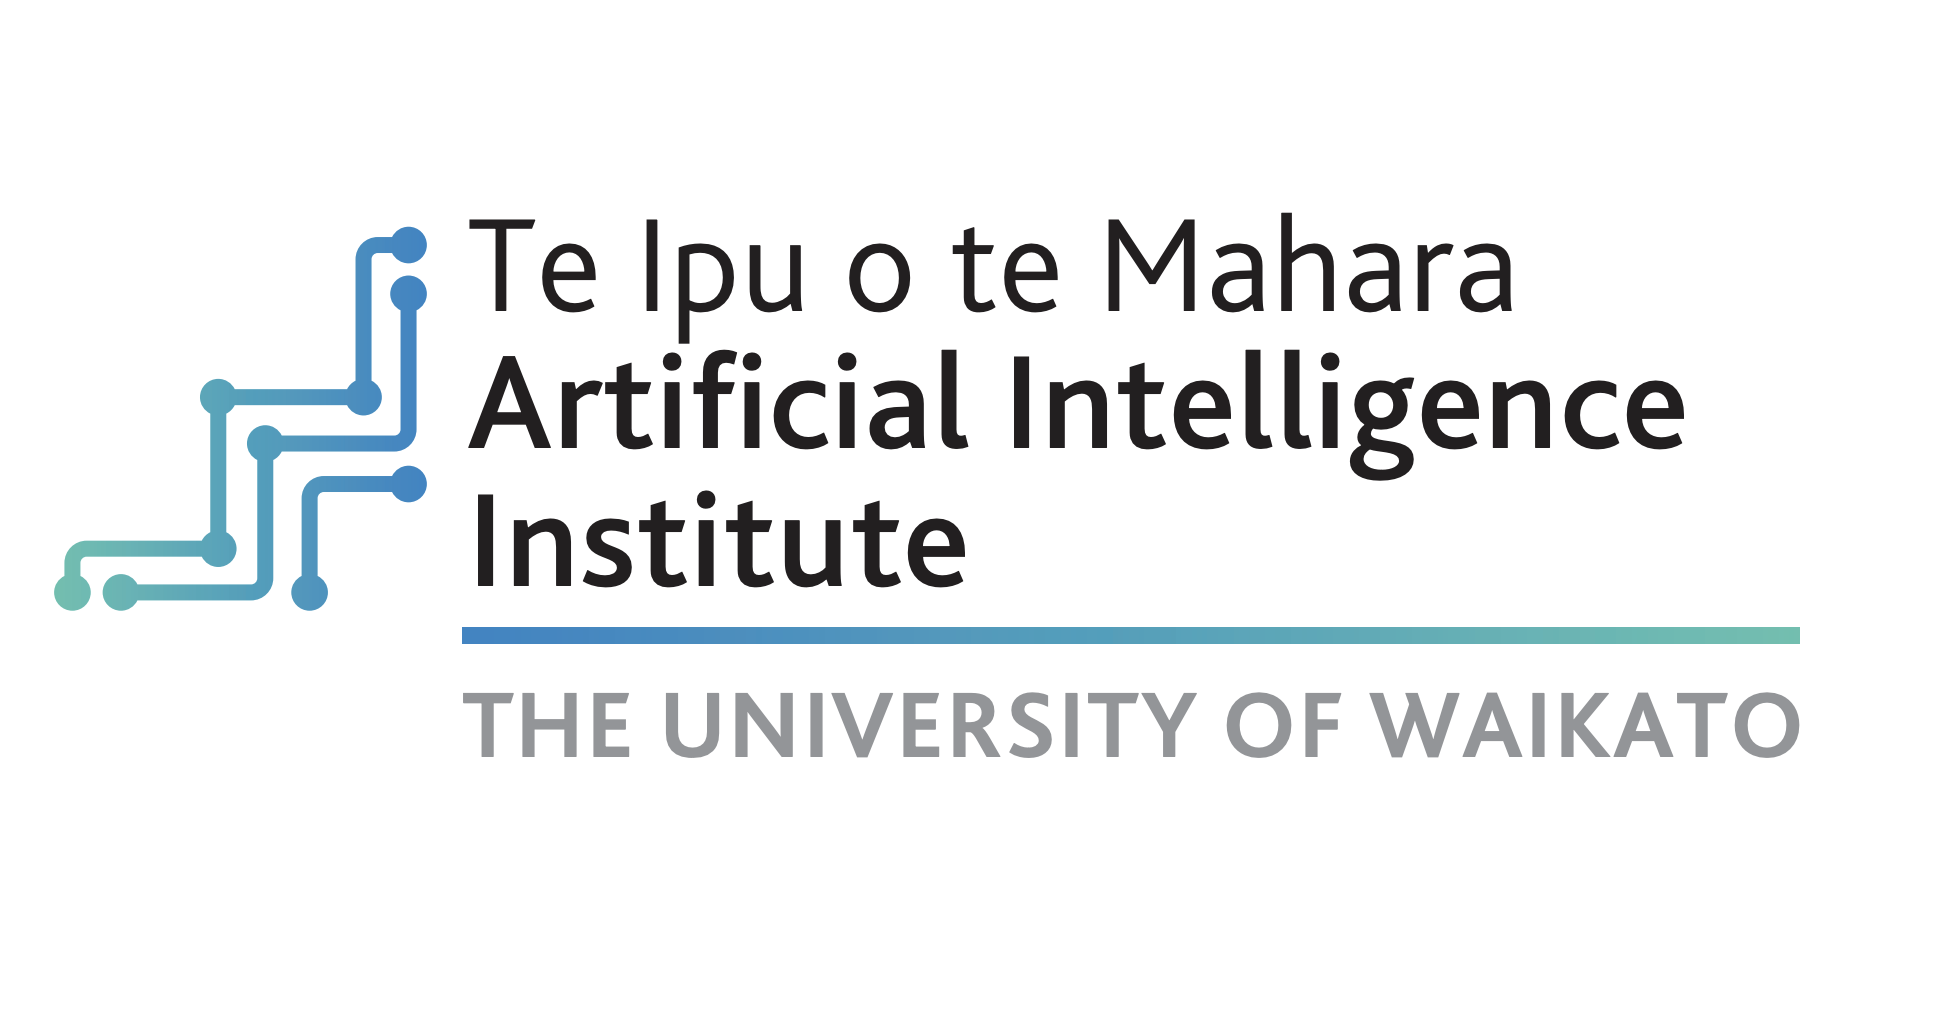 Te Ipu o te Mahara
Artificial Intelligence
Institute
THE UNIVERSITY OF WAIKATO